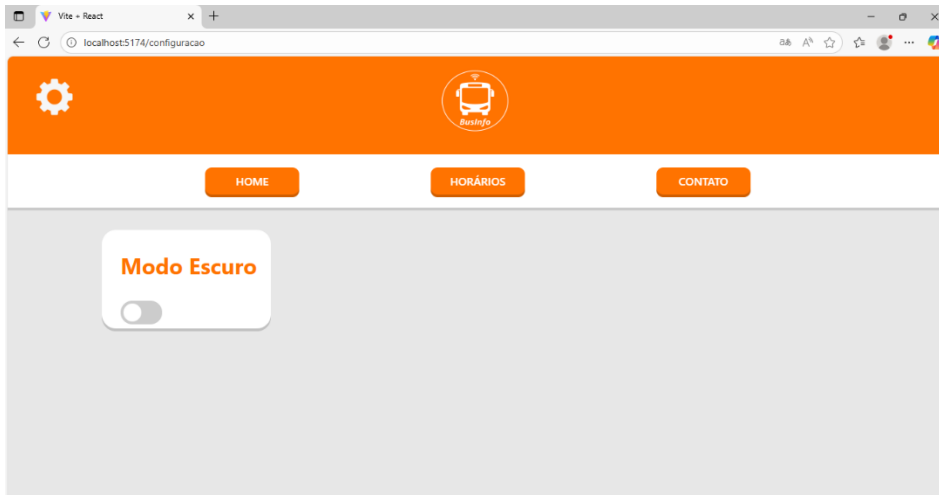 Vite + React
localhost:5174/configuracao
BusInfo
HOME
HORÁRIOS
CONTATO
Modo Escuro